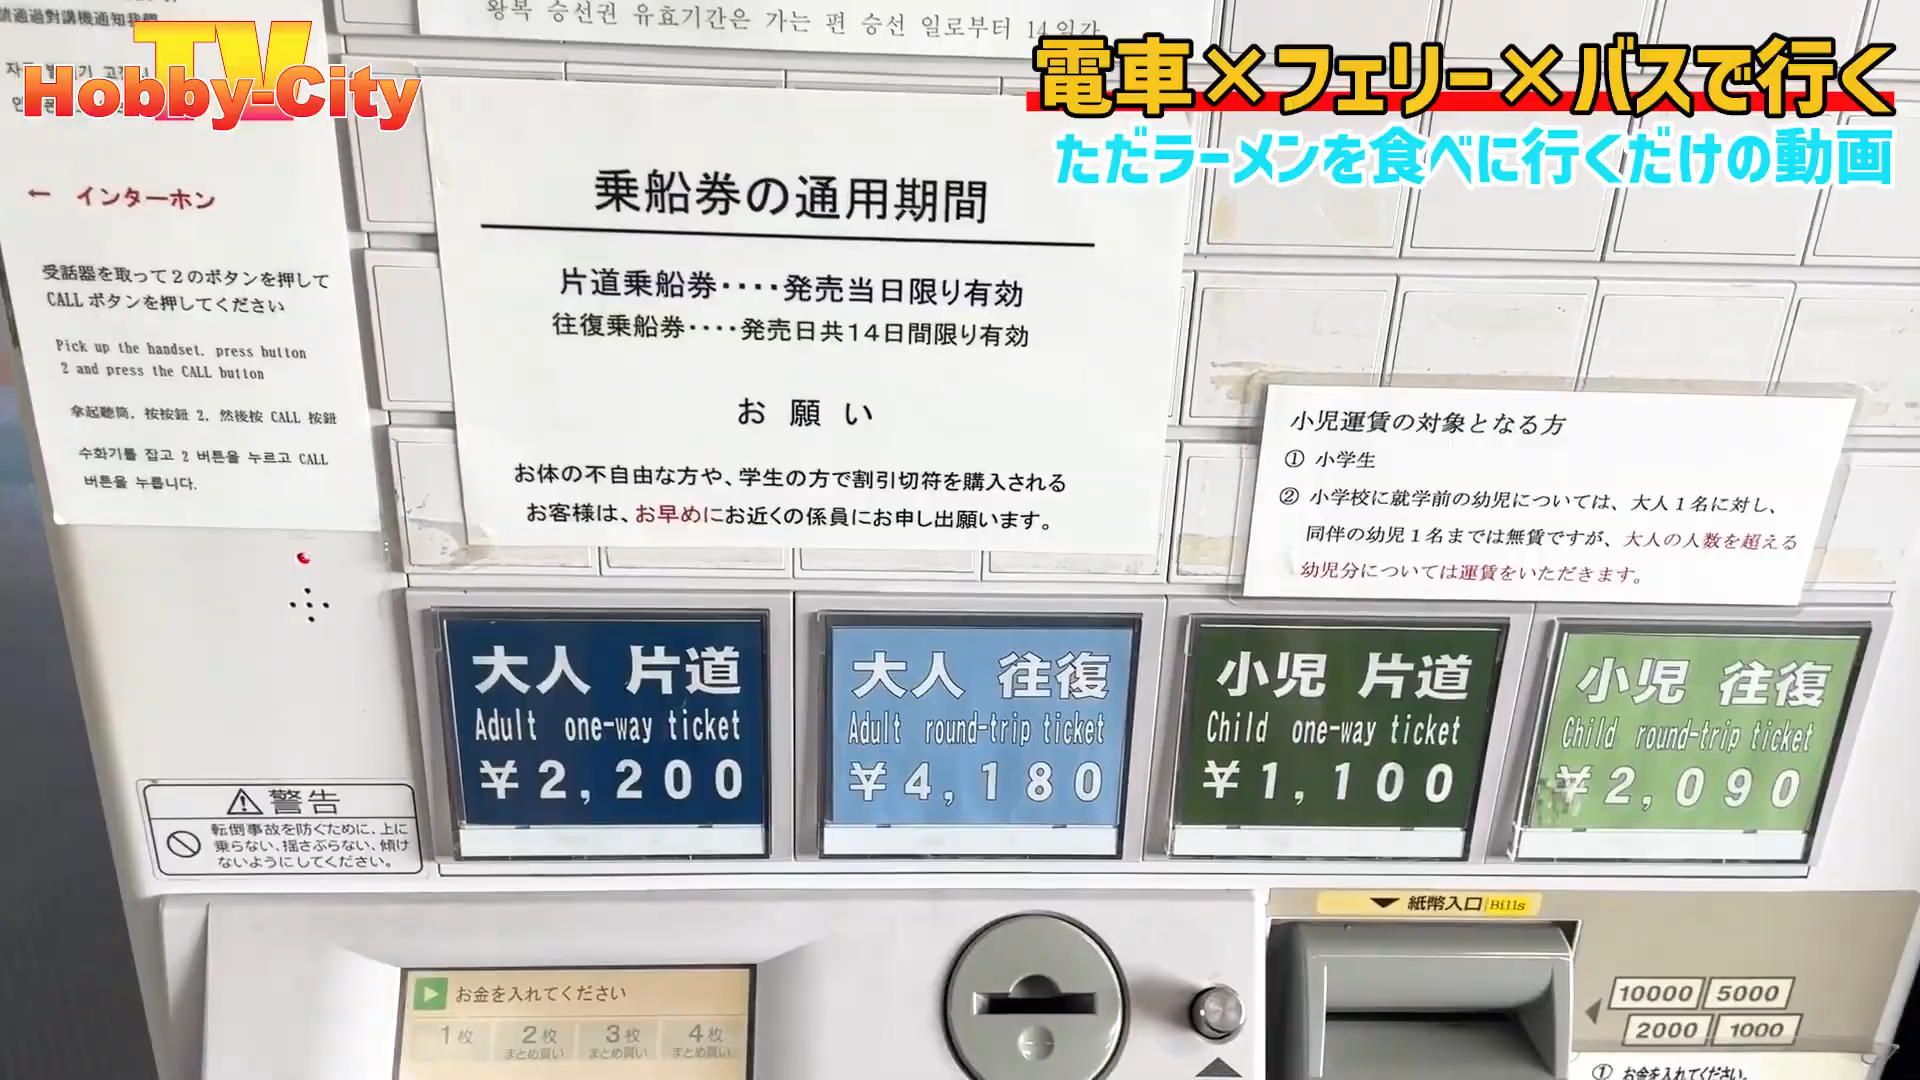 왕복 승선권 유효기간은 가는 편 승선 일로부터 14일간
請通過對講機通知我們
TV
Hobby-City
電車×フェリー×バスで行く
ただラーメンを食べに行くだけの動画
← インターホン
受話器を取って2のボタンを押して
CALLボタンを押してください
Pick up the handset, press button
2 and press the CALL button
拿起聽筒，按按鈕 2，然後按 CALL 按鈕
수화기를 잡고 2 버튼을 누르고 CALL
버튼을 누릅니다.
乗船券の通用期間
片道乗船券‥‥発売当日限り有効
往復乗船券‥‥発売日共14日間限り有効
お願い
お体の不自由な方や、学生の方で割引切符を購入される
お客様は、お早めにお近くの係員にお申し出願います。
小児運賃の対象となる方
① 小学生
② 小学校に就学前の幼児については、大人1名に対し、
同伴の幼児1名までは無賃ですが、大人の人数を超える
幼児分については運賃をいただきます。
大人 片道
Adult one-way ticket
¥2,200
大人 往復
Adult round-trip ticket
¥4,180
小児 片道
Child one-way ticket
¥1,100
小児 往復
Child round-trip ticket
¥2,090
警告
転倒事故を防ぐために、上に
乗らない、揺さぶらない、傾け
ないようにしてください。
紙幣入口 Bills
お金を入れてください
1枚 2枚 3枚 4枚
まとめ買い まとめ買い まとめ買い
10000 5000
2000 1000
① お金を入れてください。